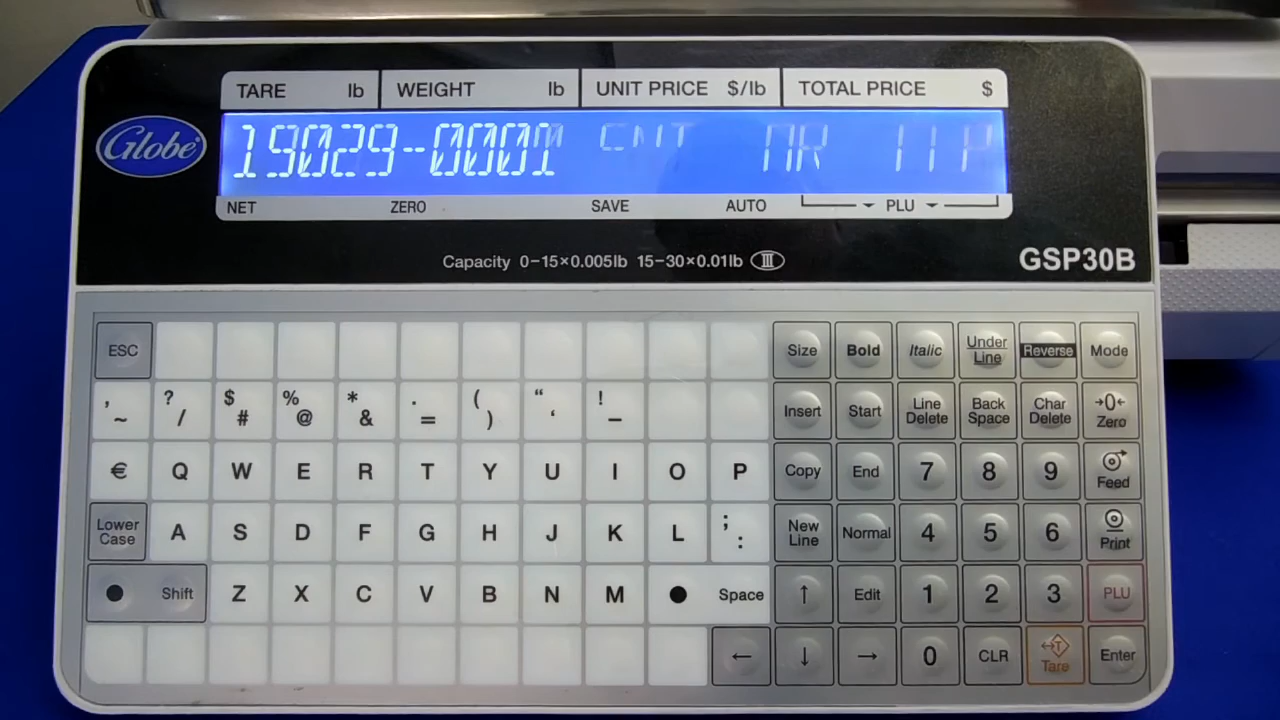 TARE lb WEIGHT lb UNIT PRICE $/lb TOTAL PRICE $
Globe
19029-0001
NET ZERO SAVE AUTO PLU
Capacity 0-15×0.005lb 15-30×0.01lb III
GSP30B
ESC Size Bold Italic Under Line Reverse Mode
, ~ ? / $ # % @ * & . = ( ) “ ‘ ! – Insert Start Line Delete Back Space Char Delete →0← Zero
€ Q W E R T Y U I O P Copy End 7 8 9 Feed
Lower Case A S D F G H J K L ; : New Line Normal 4 5 6 Print
● Shift Z X C V B N M ● Space ↑ Edit 1 2 3 PLU
← ↓ → 0 CLR T Tare Enter